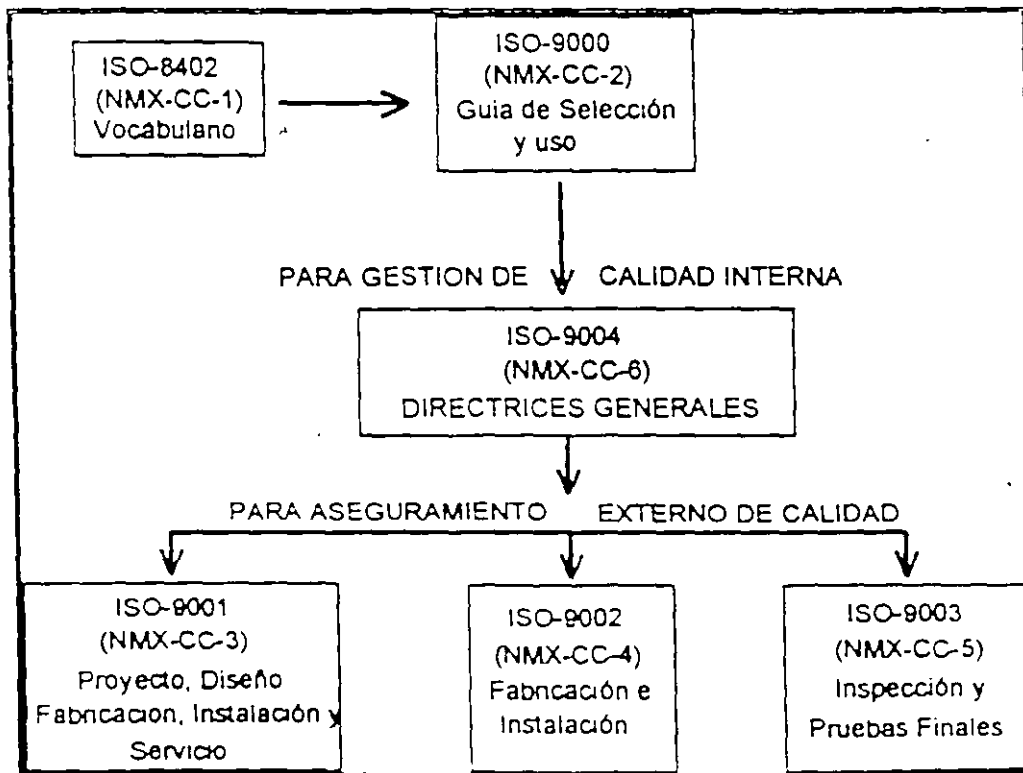 ISO-8402
(NMX-CC-1)
Vocábulano
ISO-9000
(NMX-CC-2)
Guia de Selección
y uso
PARA GESTION DE CALIDAD INTERNA
ISO-9004
(NMX-CC-6)
DIRECTRICES GENERALES
PARA ASEGURAMIENTO EXTERNO DE CALIDAD
ISO-9001
(NMX-CC-3)
Proyecto, Diseño
Fabricacion, Instalación y
Servicio
ISO-9002
(NMX-CC-4)
Fabricación e
Instalación
ISO-9003
(NMX-CC-5)
Inspección y
Pruebas Finales